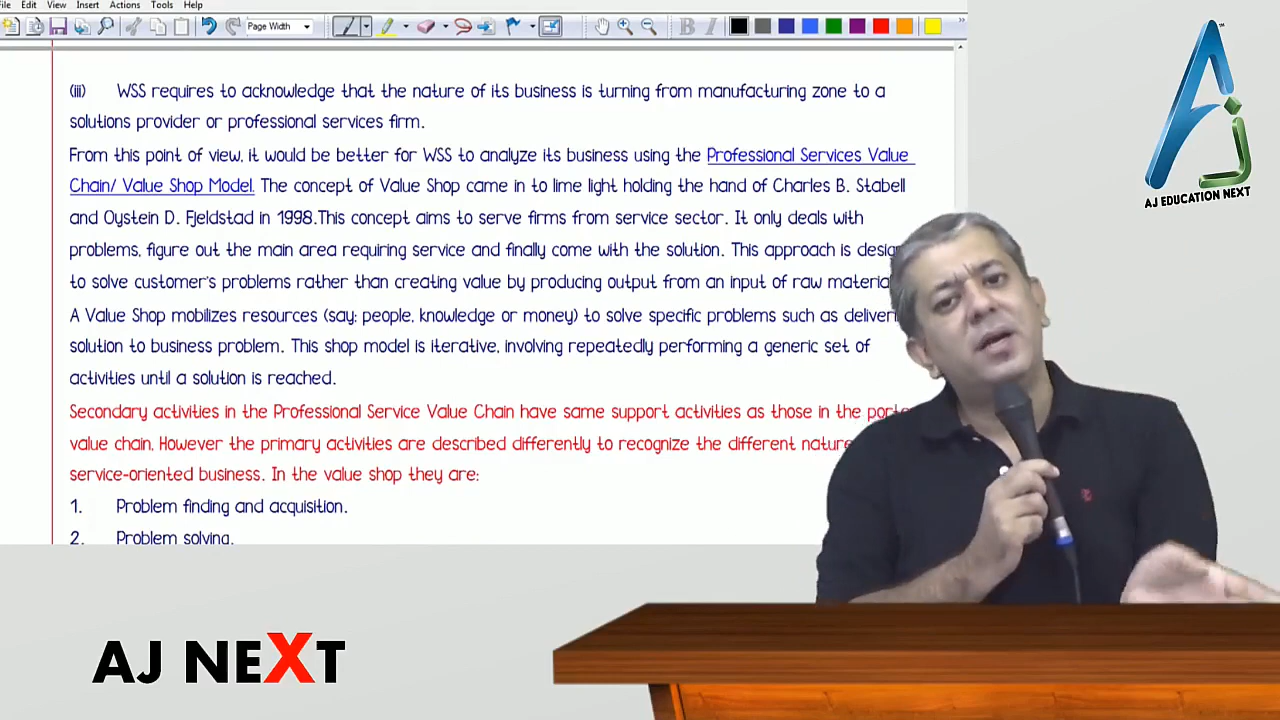 File Edit View Insert Actions Tools Help
Page Width
B U
(iii) WSS requires to acknowledge that the nature of its business is turning from manufacturing zone to a
solutions provider or professional services firm.
From this point of view, it would be better for WSS to analyze its business using the Professional Services Value
Chain/ Value Shop Model. The concept of Value Shop came in to lime light holding the hand of Charles B. Stabell
and Oystein D. Fjeldstad in 1998.This concept aims to serve firms from service sector. It only deals with
problems, figure out the main area requiring service and finally come with the solution. This approach is
to solve customer's problems rather than creating value by producing output from an input of raw
A Value Shop mobilizes resources (say: people, knowledge or money) to solve specific problems such as
solution to business problem. This shop model is iterative, involving repeatedly performing a generic set of
activities until a solution is reached.
Secondary activities in the Professional Service Value Chain have same support activities as those in the
value chain. However the primary activities are described differently to recognize the different nature
service-oriented business. In the value shop they are:
1. Problem finding and acquisition.
2. Problem solving.
AJ EDUCATION NEXT
AJ NEXT